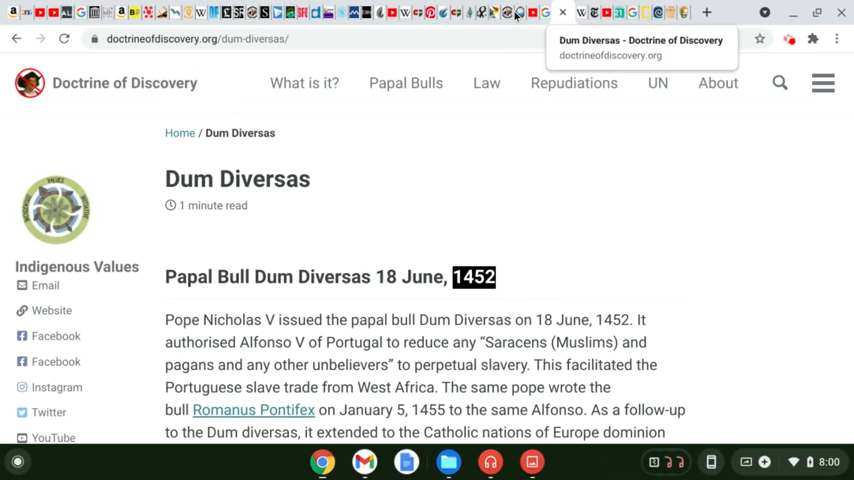 doctrineofdiscovery.org/dum-diversas/
Dum Diversas - Doctrine of Discovery
doctrineofdiscovery.org
Doctrine of Discovery
What is it?
Papal Bulls
Law
Repudiations
UN
About
Home / Dum Diversas
Dum Diversas
1 minute read
Indigenous Values
Email
Website
Facebook
Facebook
Instagram
Twitter
YouTube
Papal Bull Dum Diversas 18 June, 1452
Pope Nicholas V issued the papal bull Dum Diversas on 18 June, 1452. It
authorised Alfonso V of Portugal to reduce any “Saracens (Muslims) and
pagans and any other unbelievers” to perpetual slavery. This facilitated the
Portuguese slave trade from West Africa. The same pope wrote the
bull Romanus Pontifex on January 5, 1455 to the same Alfonso. As a follow-up
to the Dum diversas, it extended to the Catholic nations of Europe dominion
8:00